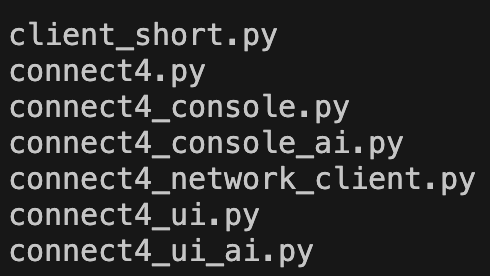 client_short.py
connect4.py
connect4_console.py
connect4_console_ai.py
connect4_network_client.py
connect4_ui.py
connect4_ui_ai.py